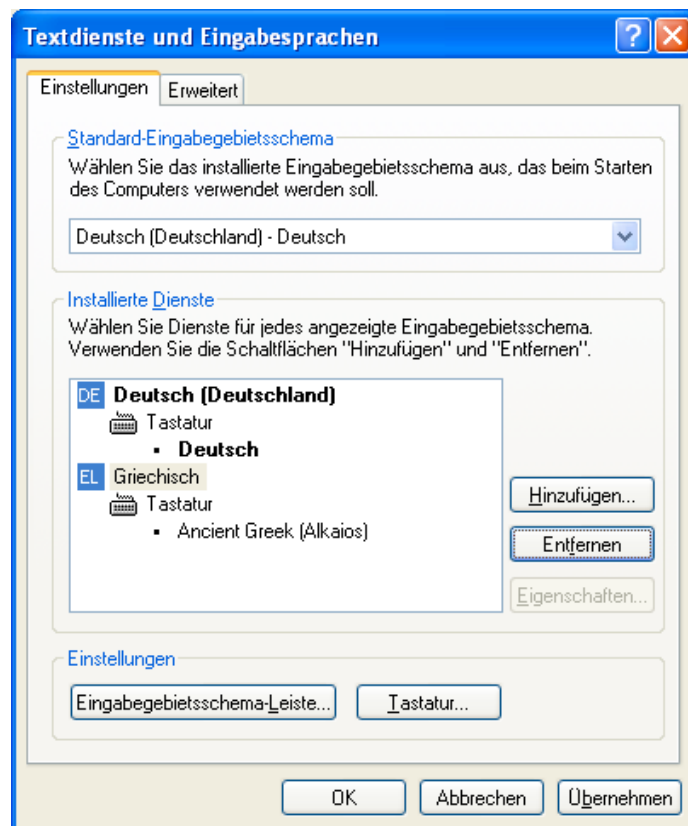 Textdienste und Eingabesprachen
Einstellungen
Erweitert
Standard-Eingabegebietsschema
Wählen Sie das installierte Eingabegebietsschema aus, das beim Starten
des Computers verwendet werden soll.
Deutsch (Deutschland) - Deutsch
Installierte Dienste
Wählen Sie Dienste für jedes angezeigte Eingabegebietsschema.
Verwenden Sie die Schaltflächen "Hinzufügen" und "Entfernen".
DE Deutsch (Deutschland)
Tastatur
▪ Deutsch
EL Griechisch
Tastatur
▪ Ancient Greek (Alkaios)
Hinzufügen...
Entfernen
Eigenschaften...
Einstellungen
Eingabegebietsschema-Leiste...
Tastatur...
OK
Abbrechen
Übernehmen